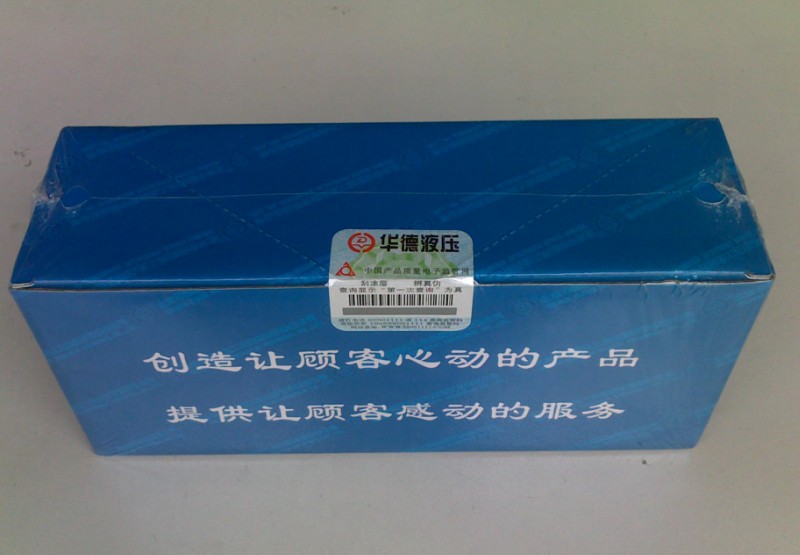 华德液压
中国产品质量电子监管网
刮涂层 辨真伪
查询显示“第一次查询”为真
创造让顾客心动的产品
提供让顾客感动的服务